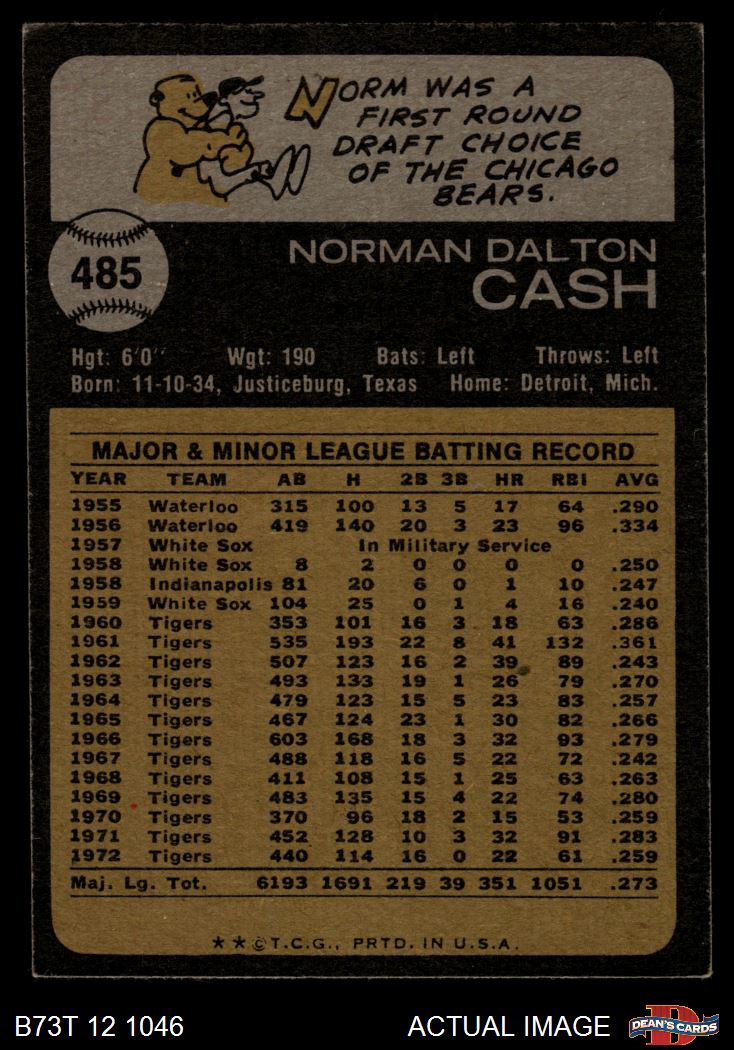 NORM WAS A
FIRST ROUND
DRAFT CHOICE
OF THE CHICAGO
BEARS.
485
NORMAN DALTON
CASH
Hgt: 6'0" Wgt: 190 Bats: Left Throws: Left
Born: 11-10-34, Justiceburg, Texas Home: Detroit, Mich.
MAJOR & MINOR LEAGUE BATTING RECORD
YEAR TEAM AB H 2B 3B HR RBI AVG
1955 Waterloo 315 100 13 5 17 64 .290
1956 Waterloo 419 140 20 3 23 96 .334
1957 White Sox In Military Service
1958 White Sox 8 2 0 0 0 0 .250
1958 Indianapolis 81 20 6 0 1 10 .247
1959 White Sox 104 25 0 1 4 16 .240
1960 Tigers 353 101 16 3 18 63 .286
1961 Tigers 535 193 22 8 41 132 .361
1962 Tigers 507 123 16 2 39 89 .243
1963 Tigers 493 133 19 1 26 79 .270
1964 Tigers 479 123 15 5 23 83 .257
1965 Tigers 467 124 23 1 30 82 .266
1966 Tigers 603 168 18 3 32 93 .279
1967 Tigers 488 118 16 5 22 72 .242
1968 Tigers 411 108 15 1 25 63 .263
1969 Tigers 483 135 15 4 22 74 .280
1970 Tigers 370 96 18 2 15 53 .259
1971 Tigers 452 128 10 3 32 91 .283
1972 Tigers 440 114 16 0 22 61 .259
Maj. Lg. Tot. 6193 1691 219 39 351 1051 .273
★★©T.C.G., PRTD. IN U.S.A.
B73T 12 1046 ACTUAL IMAGE D DEAN'S CARDS